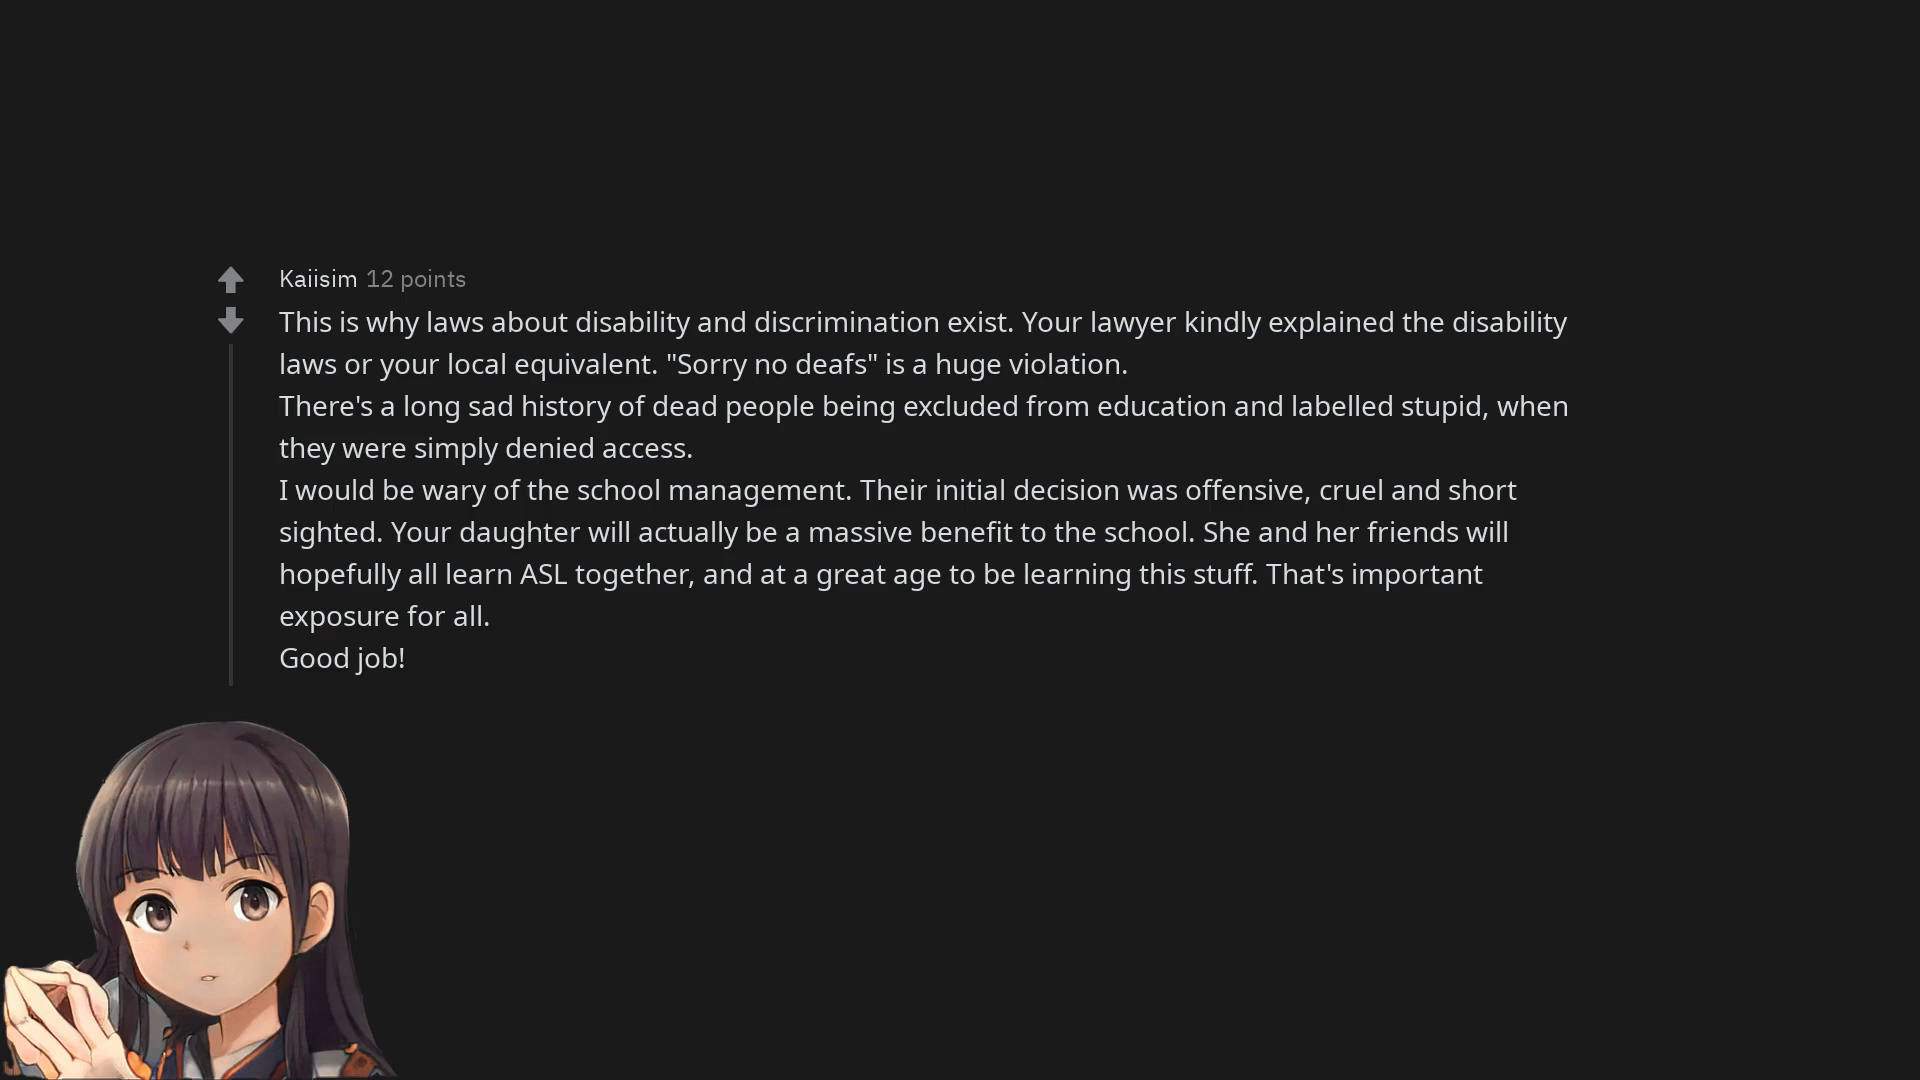 Kaiisim 12 points
This is why laws about disability and discrimination exist. Your lawyer kindly explained the disability
laws or your local equivalent. "Sorry no deafs" is a huge violation.
There's a long sad history of dead people being excluded from education and labelled stupid, when
they were simply denied access.
I would be wary of the school management. Their initial decision was offensive, cruel and short
sighted. Your daughter will actually be a massive benefit to the school. She and her friends will
hopefully all learn ASL together, and at a great age to be learning this stuff. That's important
exposure for all.
Good job!